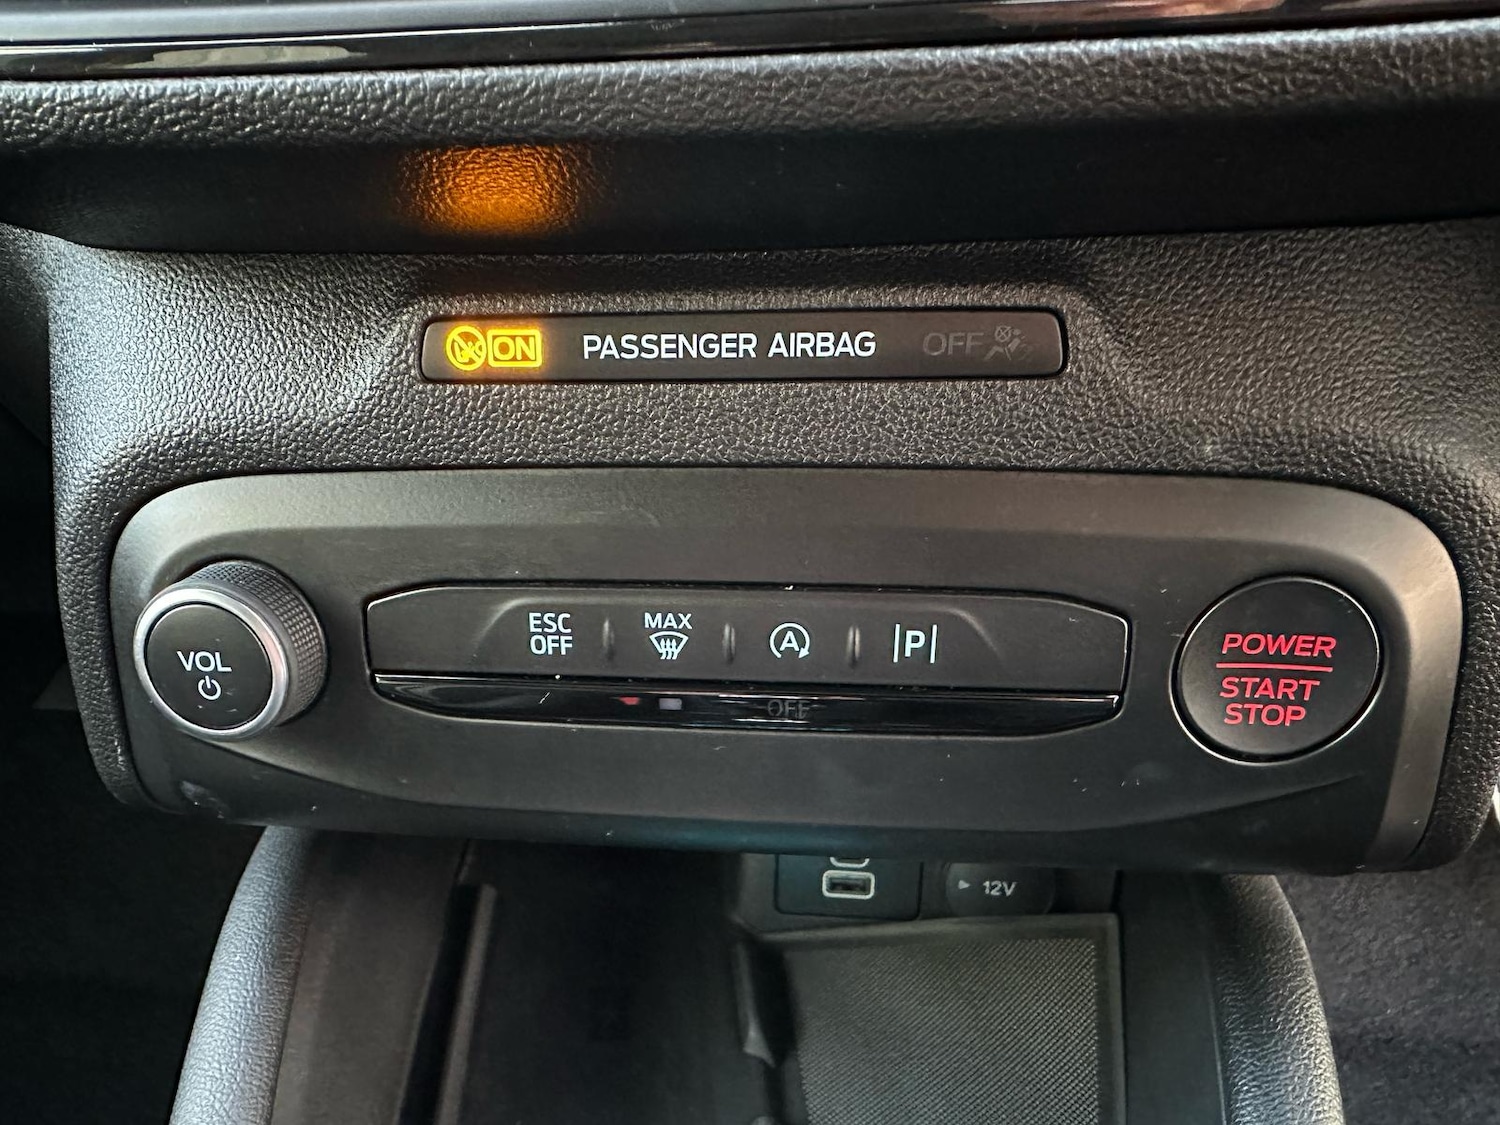 ON PASSENGER AIRBAG OFF
ESC
OFF
MAX
A
P
OFF
VOL
POWER
START
STOP
12V